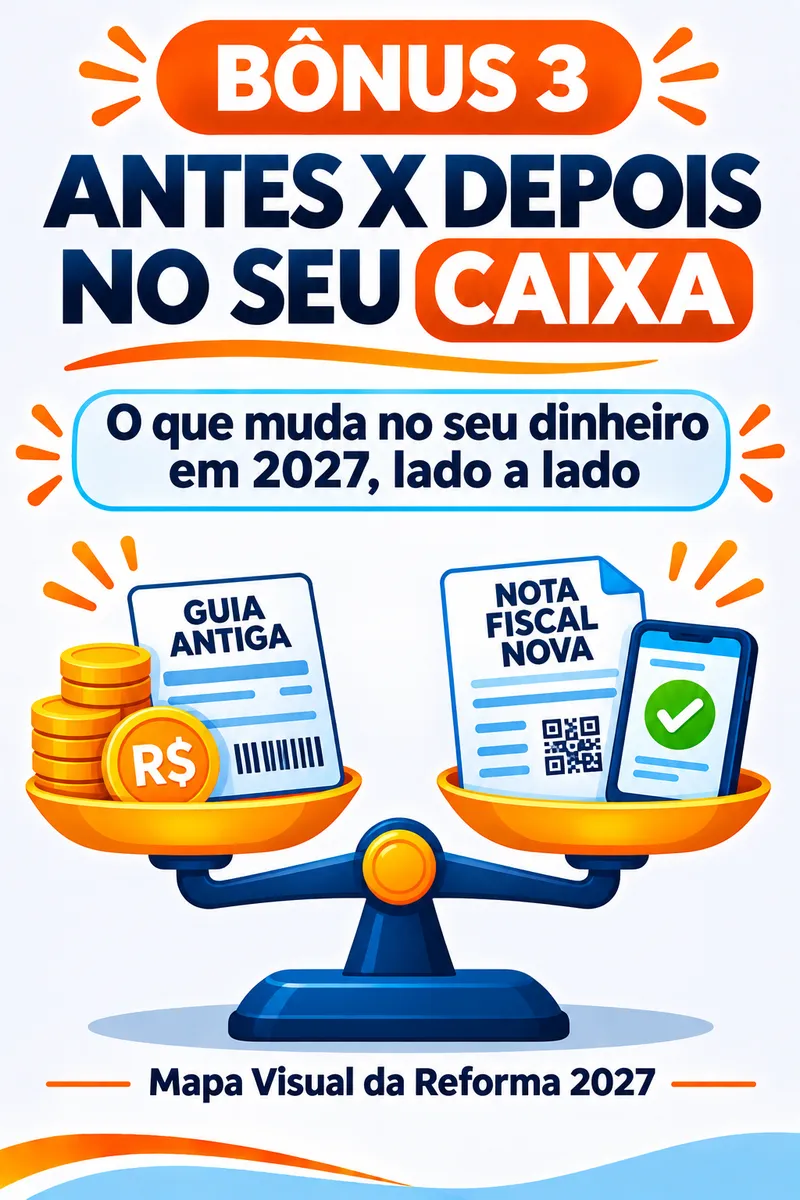 BÔNUS 3
ANTES X DEPOIS
NO SEU CAIXA
O que muda no seu dinheiro
em 2027, lado a lado
GUIA
ANTIGA
R$
NOTA
FISCAL
NOVA
Mapa Visual da Reforma 2027